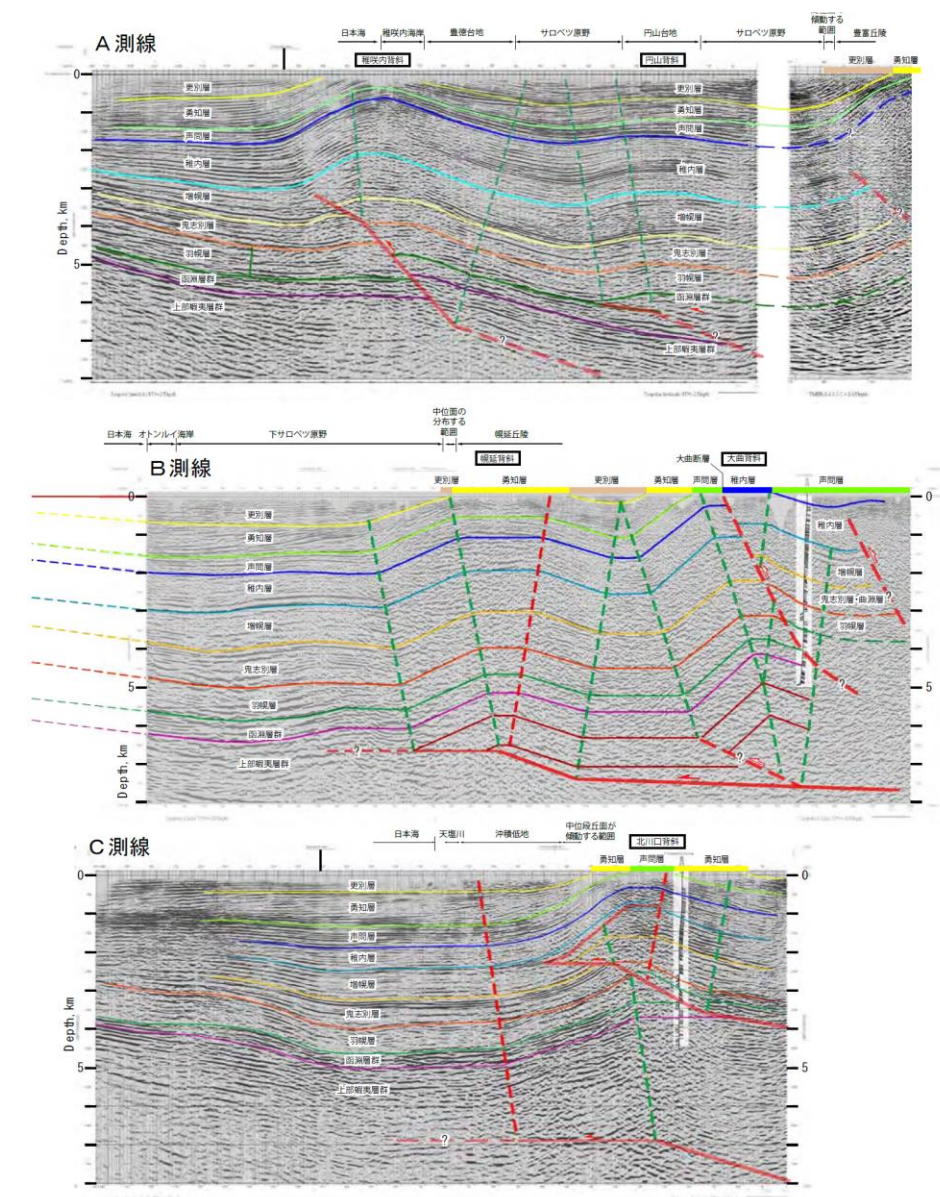 A 測線
日本海
稚咲内海岸
豊徳台地
サロベツ原野
円山台地
サロベツ原野
傾動する
範囲
豊富丘陵
稚咲内背斜
円山背斜
更別層
勇知層
0
更別層
勇知層
声問層
稚内層
増幌層
鬼志別層
羽幌層
函淵層群
上部蝦夷層群
更別層
勇知層
声問層
稚内層
増幌層
鬼志別層
羽幌層
函淵層群
上部蝦夷層群
Depth, km
5
?
?
?
?
B 測線
日本海
オトンルイ海岸
下サロベツ原野
中位面の
分布する
範囲
幌延丘陵
幌延背斜
大曲断層
大曲背斜
更別層
勇知層
更別層
勇知層
声問層
稚内層
声問層
0
0
更別層
勇知層
声問層
稚内層
増幌層
鬼志別層
羽幌層
函淵層群
上部蝦夷層群
稚内層
増幌層
鬼志別層・曲淵層
羽幌層
Depth, km
5
5
?
?
?
?
C 測線
日本海
天塩川
沖積低地
中位段丘面が
傾動する範囲
北川口背斜
勇知層
声問層
勇知層
0
0
更別層
勇知層
声問層
稚内層
増幌層
鬼志別層
羽幌層
函淵層群
上部蝦夷層群
Depth, km
5
5
?